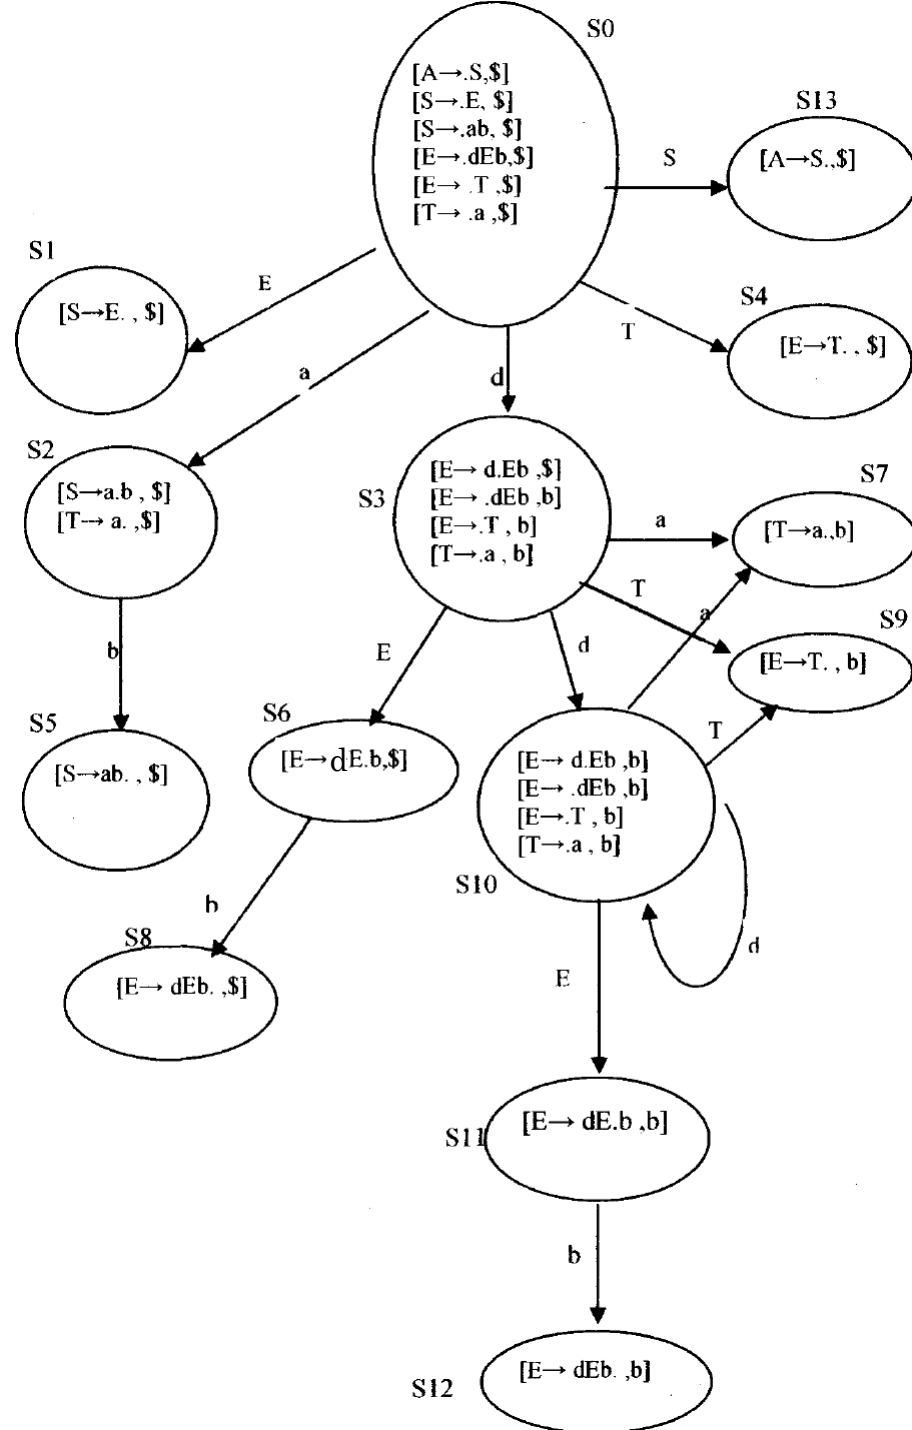 S0
[A→.S,$]
[S→.E, $]
[S→.ab, $]
[E→.dEb,$]
[E→ .T ,$]
[T→ .a ,$]
S13
[A→S.,$]
S
S1
[S→E. , $]
E
S4
[E→T. , $]
T
a
d
S2
[S→a.b , $]
[T→ a. ,$]
S3
[E→ d.Eb ,$]
[E→ .dEb ,b]
[E→.T , b]
[T→.a , b]
S7
[T→a.,b]
a
T
a
S9
[E→T. , b]
b
E
d
T
S5
[S→ab. , $]
S6
[E→dE.b,$]
[E→ d.Eb ,b]
[E→ .dEb ,b]
[E→.T , b]
[T→.a , b]
S10
b
S8
[E→ dEb. ,$]
d
E
S11
[E→ dE.b ,b]
b
S12
[E→ dEb. ,b]